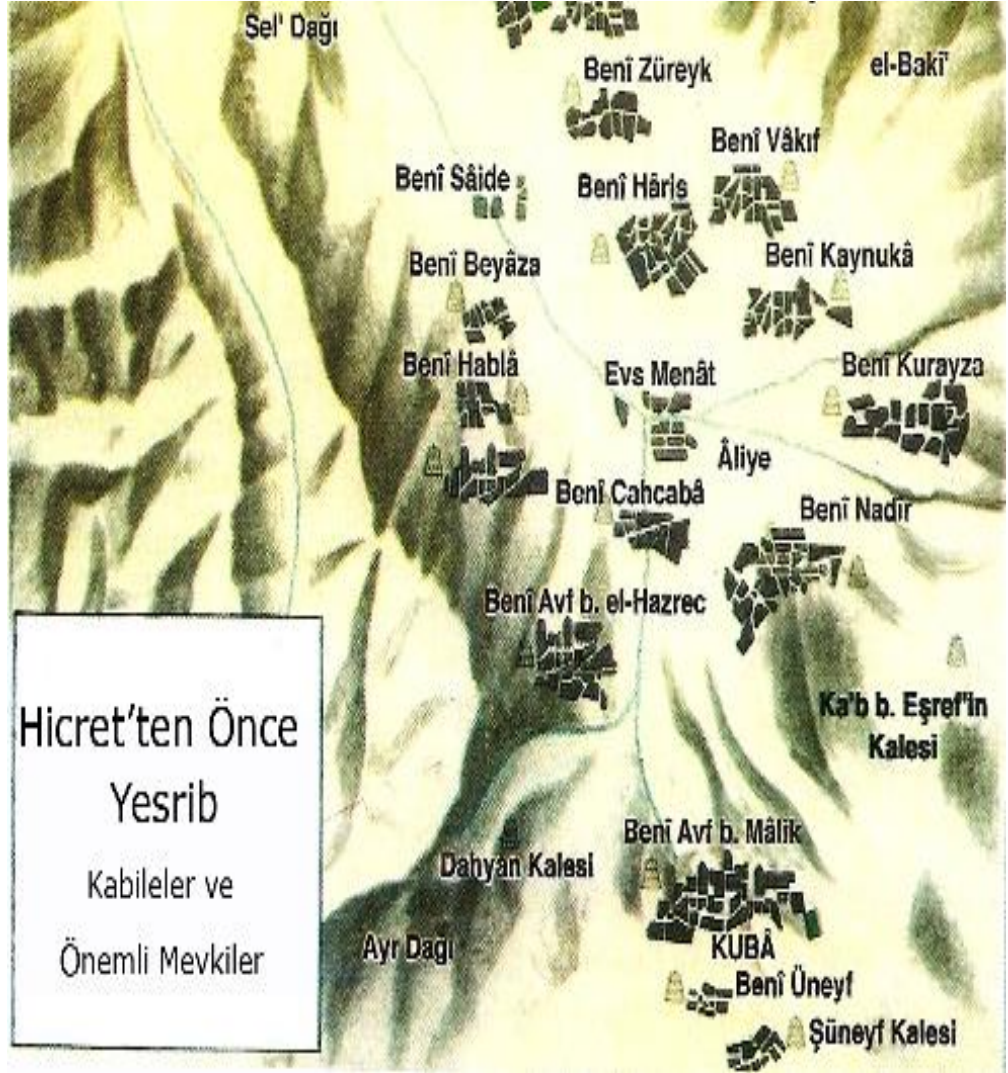 Sel' Dağı
Benî Züreyk
el-Bakî'
Benî Vâkıf
Benî Sâide
Benî Hâris
Benî Beyâza
Benî Kaynukâ
Benî Hablâ
Evs Menât
Benî Kurayza
Âliye
Benî Cahcabâ
Benî Nadîr
Benî Avf b. el-Hazrec
Ka'b b. Eşref'in
Kalesi
Hicret'ten Önce
Yesrib
Kabileler ve
Önemli Mevkiler
Benî Avf b. Mâlik
Dahyân Kalesi
Ayr Dağı
KUBÂ
Benî Üneyf
Şüneyf Kalesi